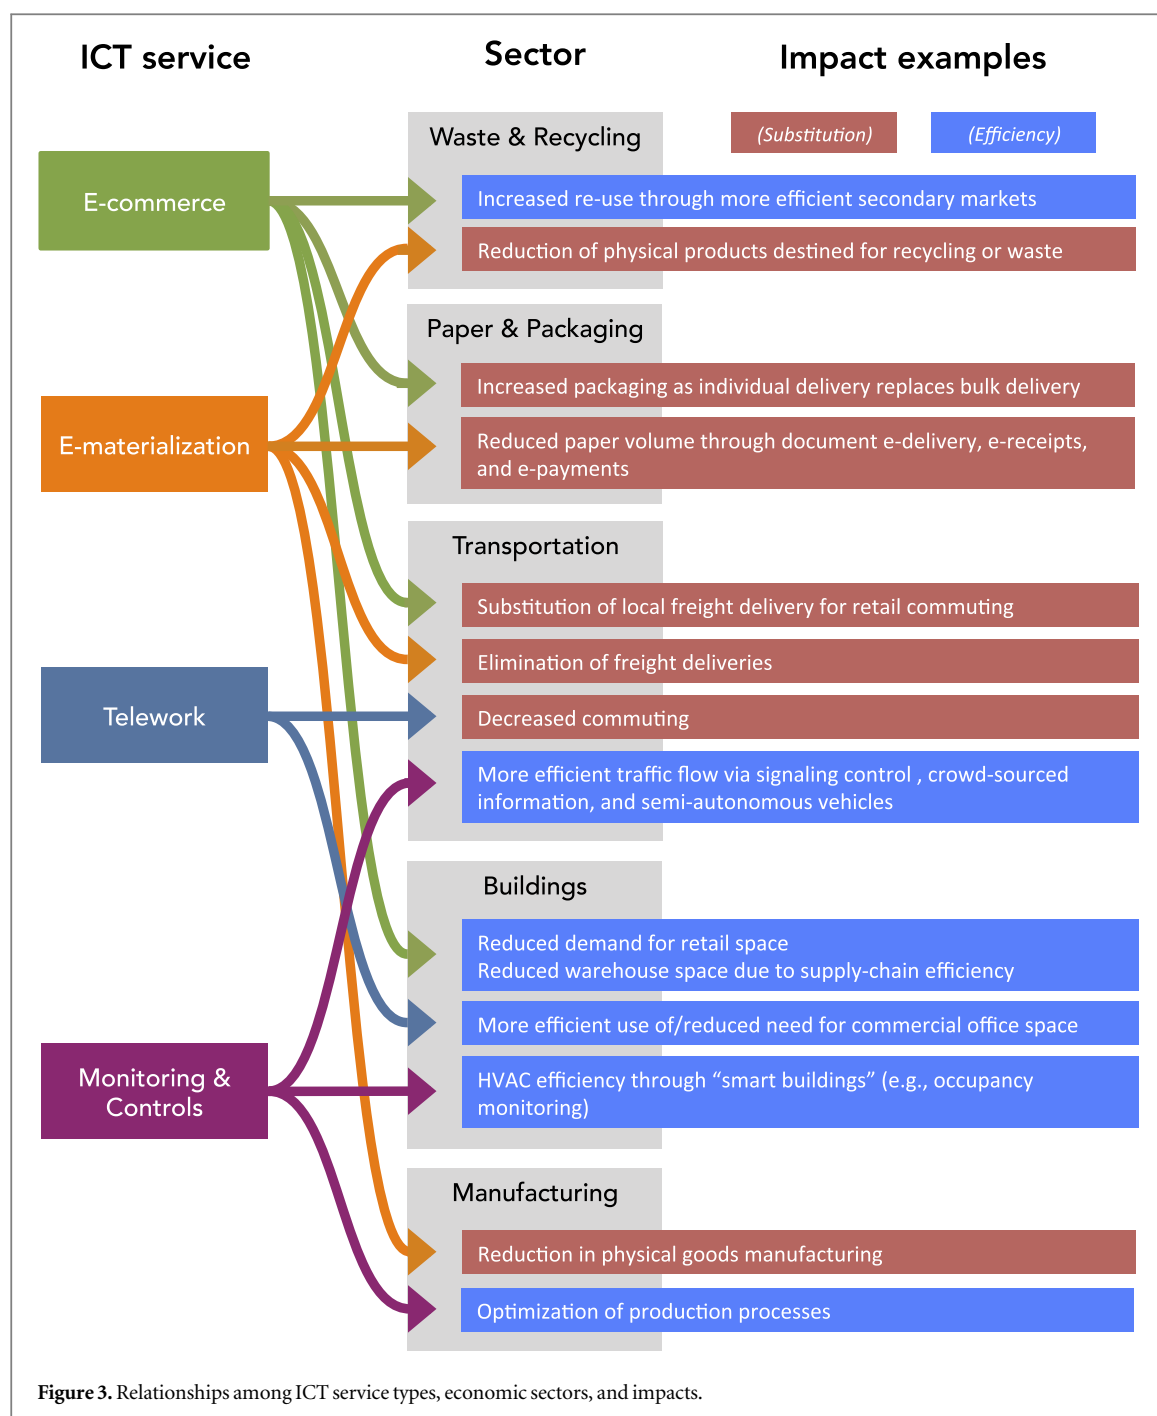 ICT service
Sector
Impact examples
(Substitution)
(Efficiency)
E-commerce
E-materialization
Telework
Monitoring &
Controls
Waste & Recycling
Increased re-use through more efficient secondary markets
Reduction of physical products destined for recycling or waste
Paper & Packaging
Increased packaging as individual delivery replaces bulk delivery
Reduced paper volume through document e-delivery, e-receipts,
and e-payments
Transportation
Substitution of local freight delivery for retail commuting
Elimination of freight deliveries
Decreased commuting
More efficient traffic flow via signaling control , crowd-sourced
information, and semi-autonomous vehicles
Buildings
Reduced demand for retail space
Reduced warehouse space due to supply-chain efficiency
More efficient use of/reduced need for commercial office space
HVAC efficiency through “smart buildings” (e.g., occupancy
monitoring)
Manufacturing
Reduction in physical goods manufacturing
Optimization of production processes
Figure 3. Relationships among ICT service types, economic sectors, and impacts.